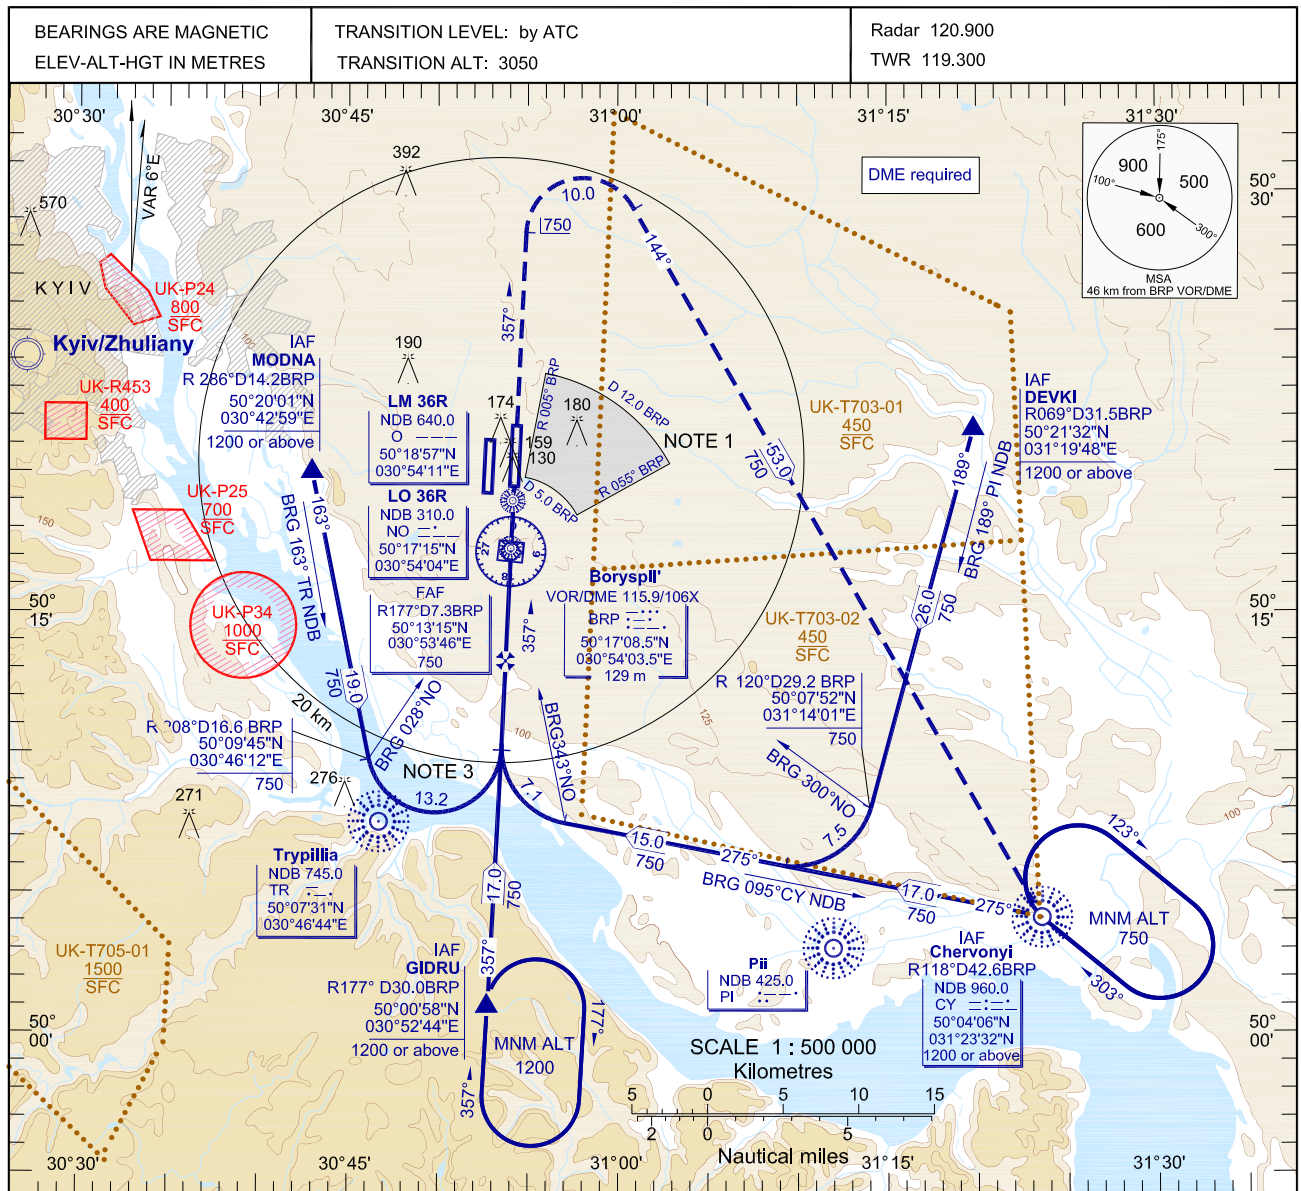 BEARINGS ARE MAGNETIC
ELEV-ALT-HGT IN METRES
TRANSITION LEVEL: by ATC
TRANSITION ALT: 3050
Radar 120.900
TWR 119.300
30°30'
30°45'
31°00'
31°15'
31°30'
VAR 6°E
570
392
KYIV
UK-P24
800
SFC
Kyiv/Zhuliany
UK-R453
400
SFC
UK-P25
700
SFC
UK-P34
1000
SFC
100
150
IAF
MODNA
R 286°D14.2BRP
50°20'01"N
030°42'59"E
1200 or above
163°
BRG 163° TR NDB
19.0
750
190
LM 36R
NDB 640.0
O — — —
50°18'57"N
030°54'11"E
LO 36R
NDB 310.0
NO
50°17'15"N
030°54'04"E
FAF
R177°D7.3BRP
50°13'15"N
030°53'46"E
750
174
159
130
180
10.0
750
357°
144°
53.0
750
R 005° BRP
D 12.0 BRP
D 5.0 BRP
R 055° BRP
NOTE 1
DME required
900
500
600
175°
100°
300°
MSA
46 km from BRP VOR/DME
50°
30'
UK-T703-01
450
SFC
IAF
DEVKI
R069°D31.5BRP
50°21'32"N
031°19'48"E
1200 or above
189°
BRG 189° PI NDB
26.0
750
27
0
6
8
357°
Boryspil'
VOR/DME 115.9/106X
BRP
50°17'08.5"N
030°54'03.5"E
129 m
UK-T703-02
450
SFC
50°
15'
50°
15'
R 120°D29.2 BRP
50°07'52"N
031°14'01"E
750
125
100
R 208°D16.6 BRP
50°09'45"N
030°46'12"E
750
20 km
BRG 028°NO
NOTE 3
BRG343°NO
BRG 300°NO
276
271
13.2
7.1
7.5
15.0
750
275°
BRG 095°CY NDB
17.0
750
275°
100
123°
MNM ALT
750
303°
Trypillia
NDB 745.0
TR
50°07'31"N
030°46'44"E
17.0
750
357°
UK-T705-01
1500
SFC
IAF
GIDRU
R177° D30.0BRP
50°00'58"N
030°52'44"E
1200 or above
177°
MNM ALT
1200
357°
Pii
NDB 425.0
PI
IAF
Chervonyi
R118°D42.6BRP
NDB 960.0
CY
50°04'06"N
031°23'32"N
1200 or above
50°
00'
50°
00'
SCALE 1 : 500 000
Kilometres
5 0 5 10 15
2 0 5
Nautical miles
30°30'
30°45'
31°00'
31°15'
31°30'